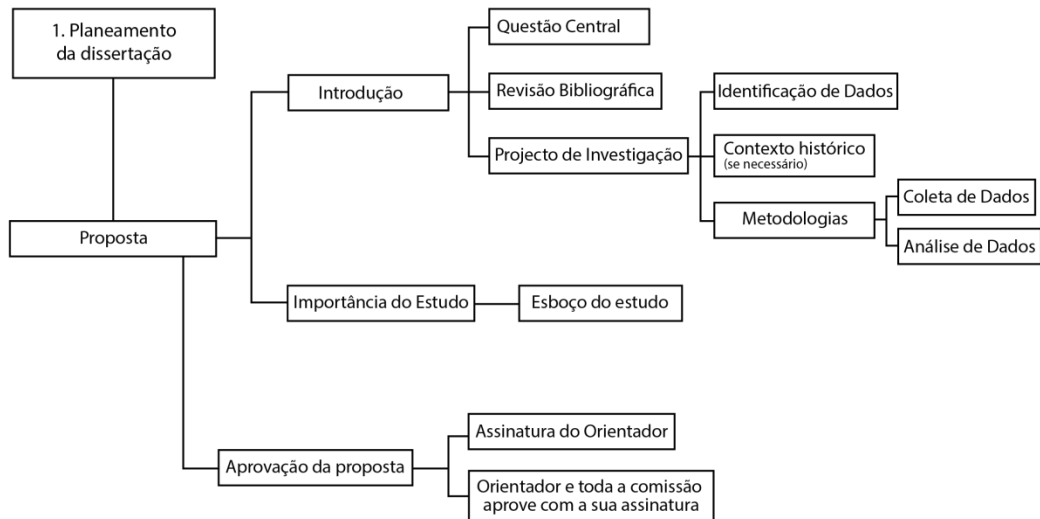 1. Planeamento
da dissertação
Questão Central
Introdução
Revisão Bibliográfica
Identificação de Dados
Projecto de Investigação
Contexto histórico
(se necessário)
Metodologias
Coleta de Dados
Análise de Dados
Proposta
Importância do Estudo
Esboço do estudo
Aprovação da proposta
Assinatura do Orientador
Orientador e toda a comissão
aprove com a sua assinatura